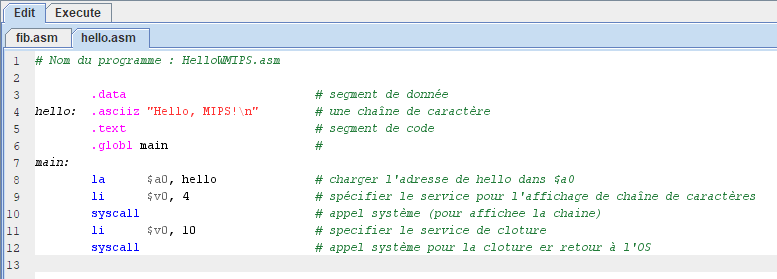 Edit Execute
fib.asm hello.asm
1 # Nom du programme : HelloWMIPS.asm
2
3 .data # segment de donnée
4 hello: .asciiz "Hello, MIPS!\n" # une chaîne de caractère
5 .text # segment de code
6 .globl main #
7 main:
8 la $a0, hello # charger l'adresse de hello dans $a0
9 li $v0, 4 # spécifier le service pour l'affichage de chaîne de caractères
10 syscall # appel système (pour affichee la chaine)
11 li $v0, 10 # specifier le service de cloture
12 syscall # appel système pour la cloture er retour à l'OS
13